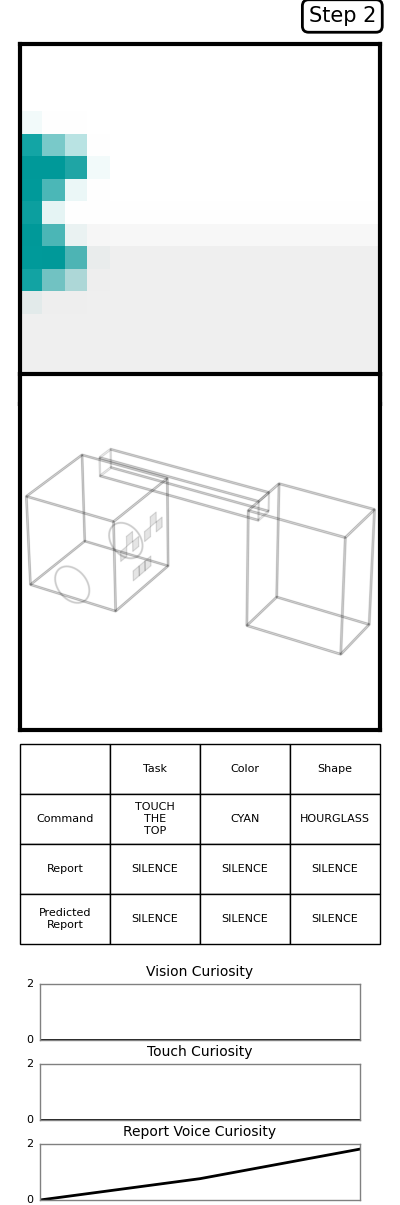 Step 2
Task Color Shape
Command TOUCH THE TOP CYAN HOURGLASS
Report SILENCE SILENCE SILENCE
Predicted Report SILENCE SILENCE SILENCE
Vision Curiosity
2
0
Touch Curiosity
2
0
Report Voice Curiosity
2
0